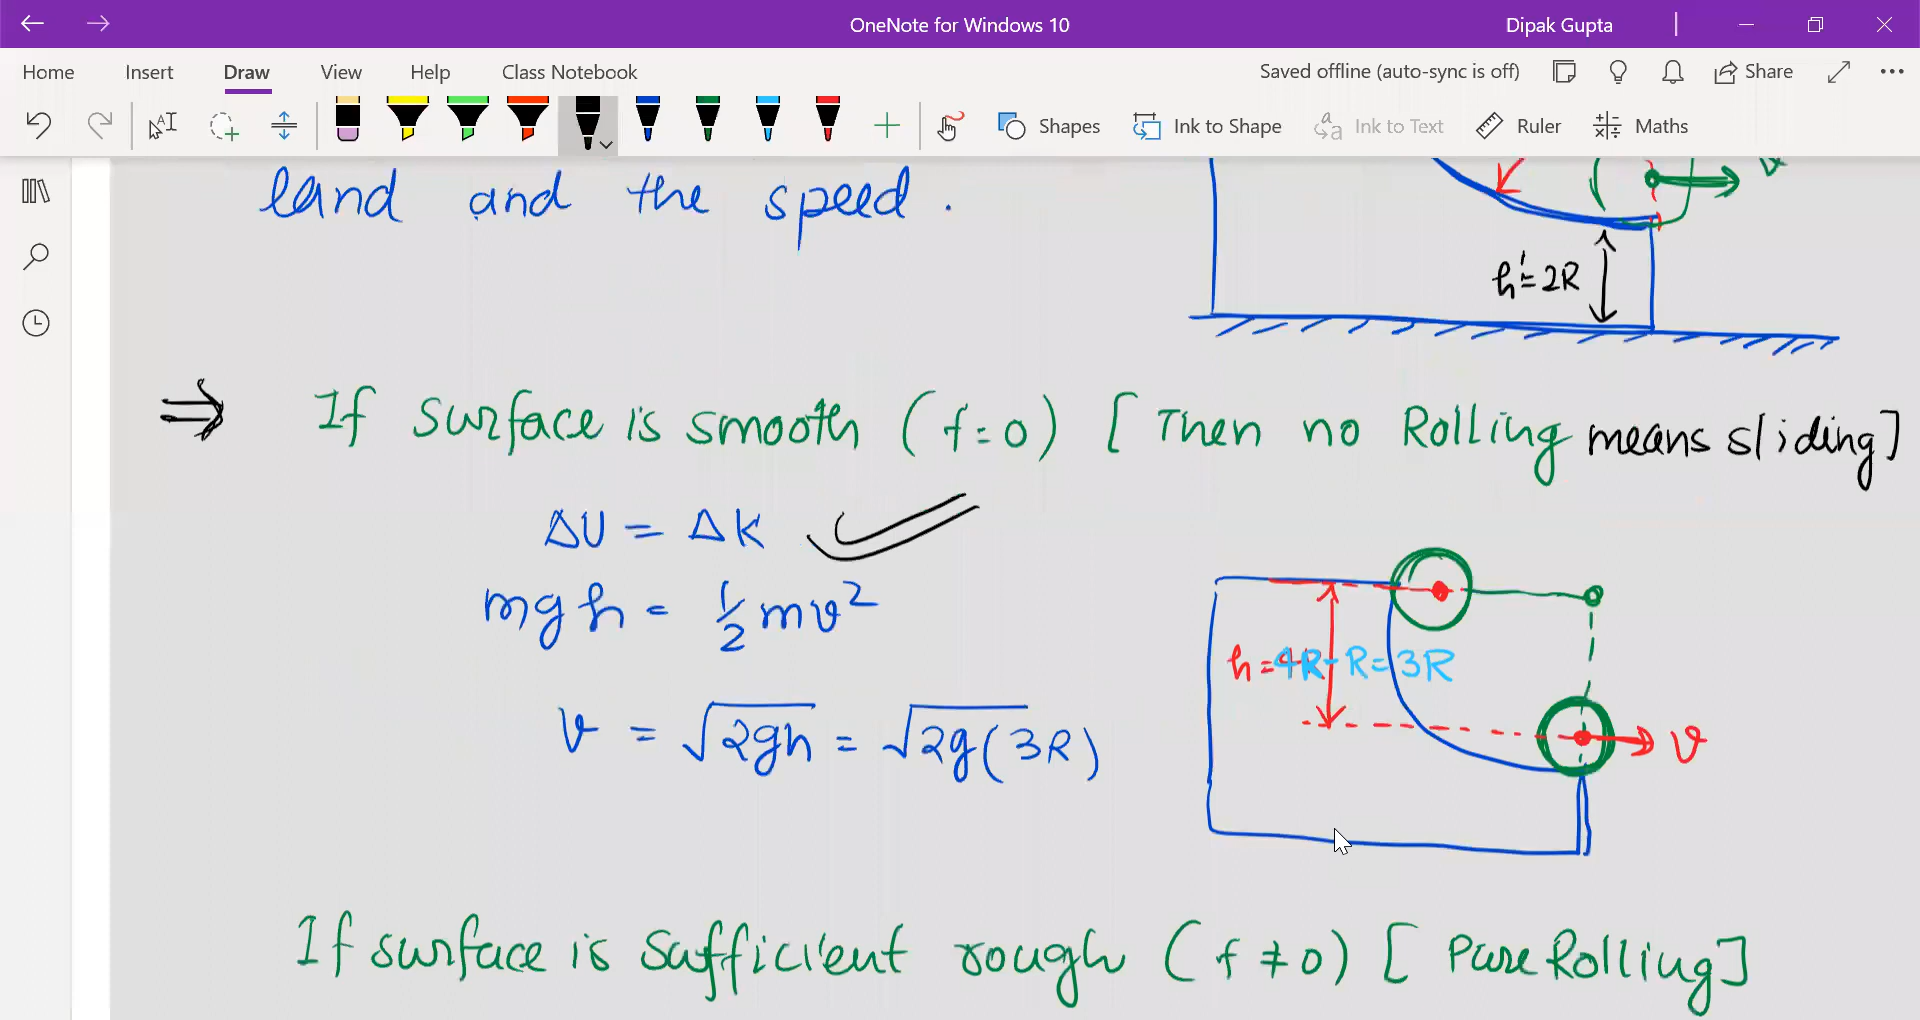 OneNote for Windows 10
Dipak Gupta
Home Insert Draw View Help Class Notebook
Saved offline (auto-sync is off) Share
Shapes Ink to Shape Ink to Text Ruler Maths
land and the speed .
v
h'=2R
⇒ If surface is smooth (f=0) [ Then no Rolling means sliding]
ΔU = ΔK
mgh = 1/2 mv²
h=4R-R=3R
v = √2gh = √2g(3R)
v
If surface is sufficient rough (f≠0) [ Pure Rolling]